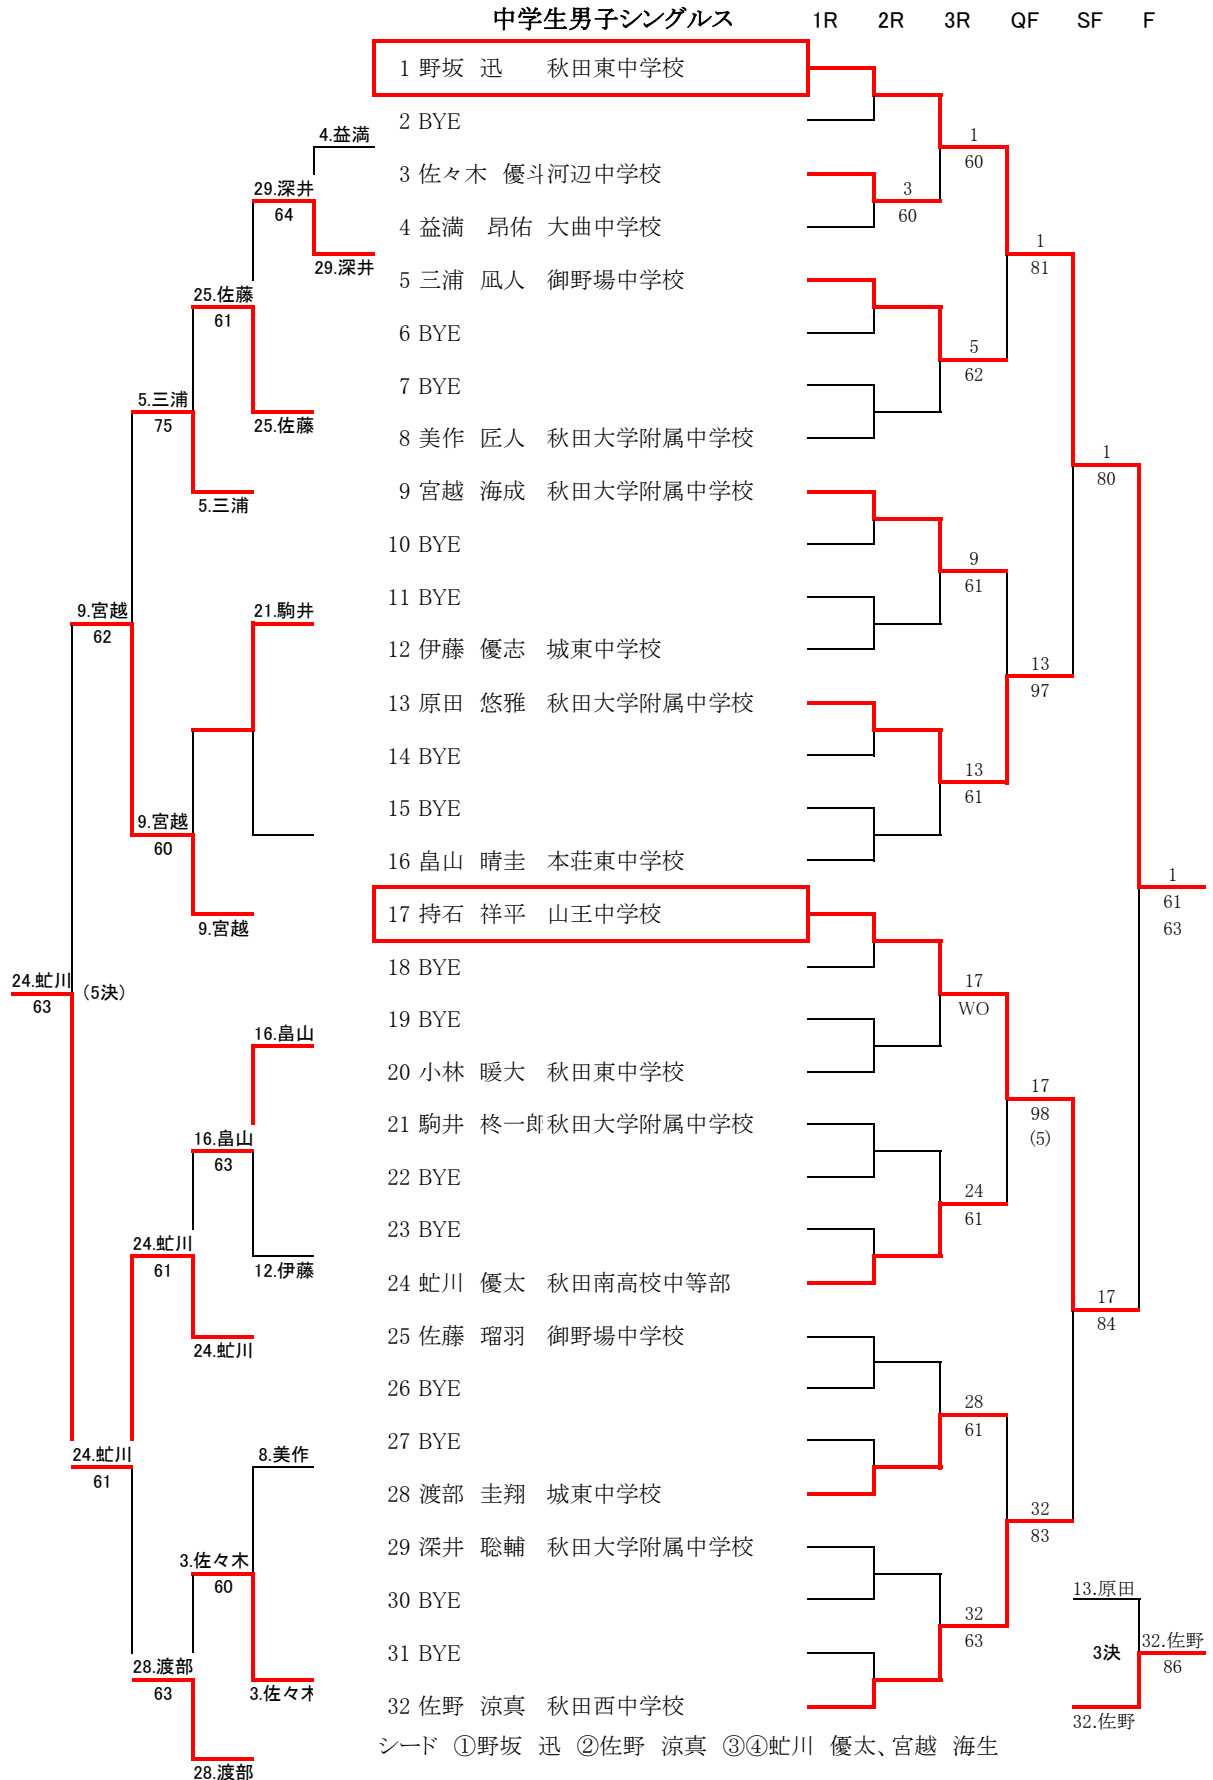 中学生男子シングルス 1R 2R 3R QF SF F
1 野坂 迅 秋田東中学校
2 BYE
4.益満
1
60
3 佐々木 優斗 河辺中学校
29.深井
64
3
60
4 益満 昂佑 大曲中学校
1
81
29.深井
5 三浦 凪人 御野場中学校
25.佐藤
61
6 BYE
5
62
7 BYE
5.三浦
75
25.佐藤
8 美作 匠人 秋田大学附属中学校
1
80
9 宮越 海成 秋田大学附属中学校
5.三浦
10 BYE
9
61
11 BYE
9.宮越
62
21.駒井
12 伊藤 優志 城東中学校
13
97
13 原田 悠雅 秋田大学附属中学校
14 BYE
13
61
15 BYE
9.宮越
60
16 畠山 晴圭 本荘東中学校
1
61
63
17 持石 祥平 山王中学校
9.宮越
18 BYE
24.虻川
63
(5決)
17
WO
19 BYE
16.畠山
20 小林 暖大 秋田東中学校
17
98
(5)
21 駒井 柊一郎 秋田大学附属中学校
16.畠山
63
22 BYE
24
61
23 BYE
24.虻川
61
12.伊藤
24 虻川 優太 秋田南高校中等部
17
84
25 佐藤 瑠羽 御野場中学校
24.虻川
26 BYE
28
61
27 BYE
24.虻川
61
8.美作
28 渡部 圭翔 城東中学校
32
83
29 深井 聡輔 秋田大学附属中学校
3.佐々木
60
30 BYE
13.原田
32
63
3決
32.佐野
86
31 BYE
28.渡部
63
3.佐々木
32 佐野 涼真 秋田西中学校
32.佐野
シード ①野坂 迅 ②佐野 涼真 ③④虻川 優太、宮越 海生
28.渡部